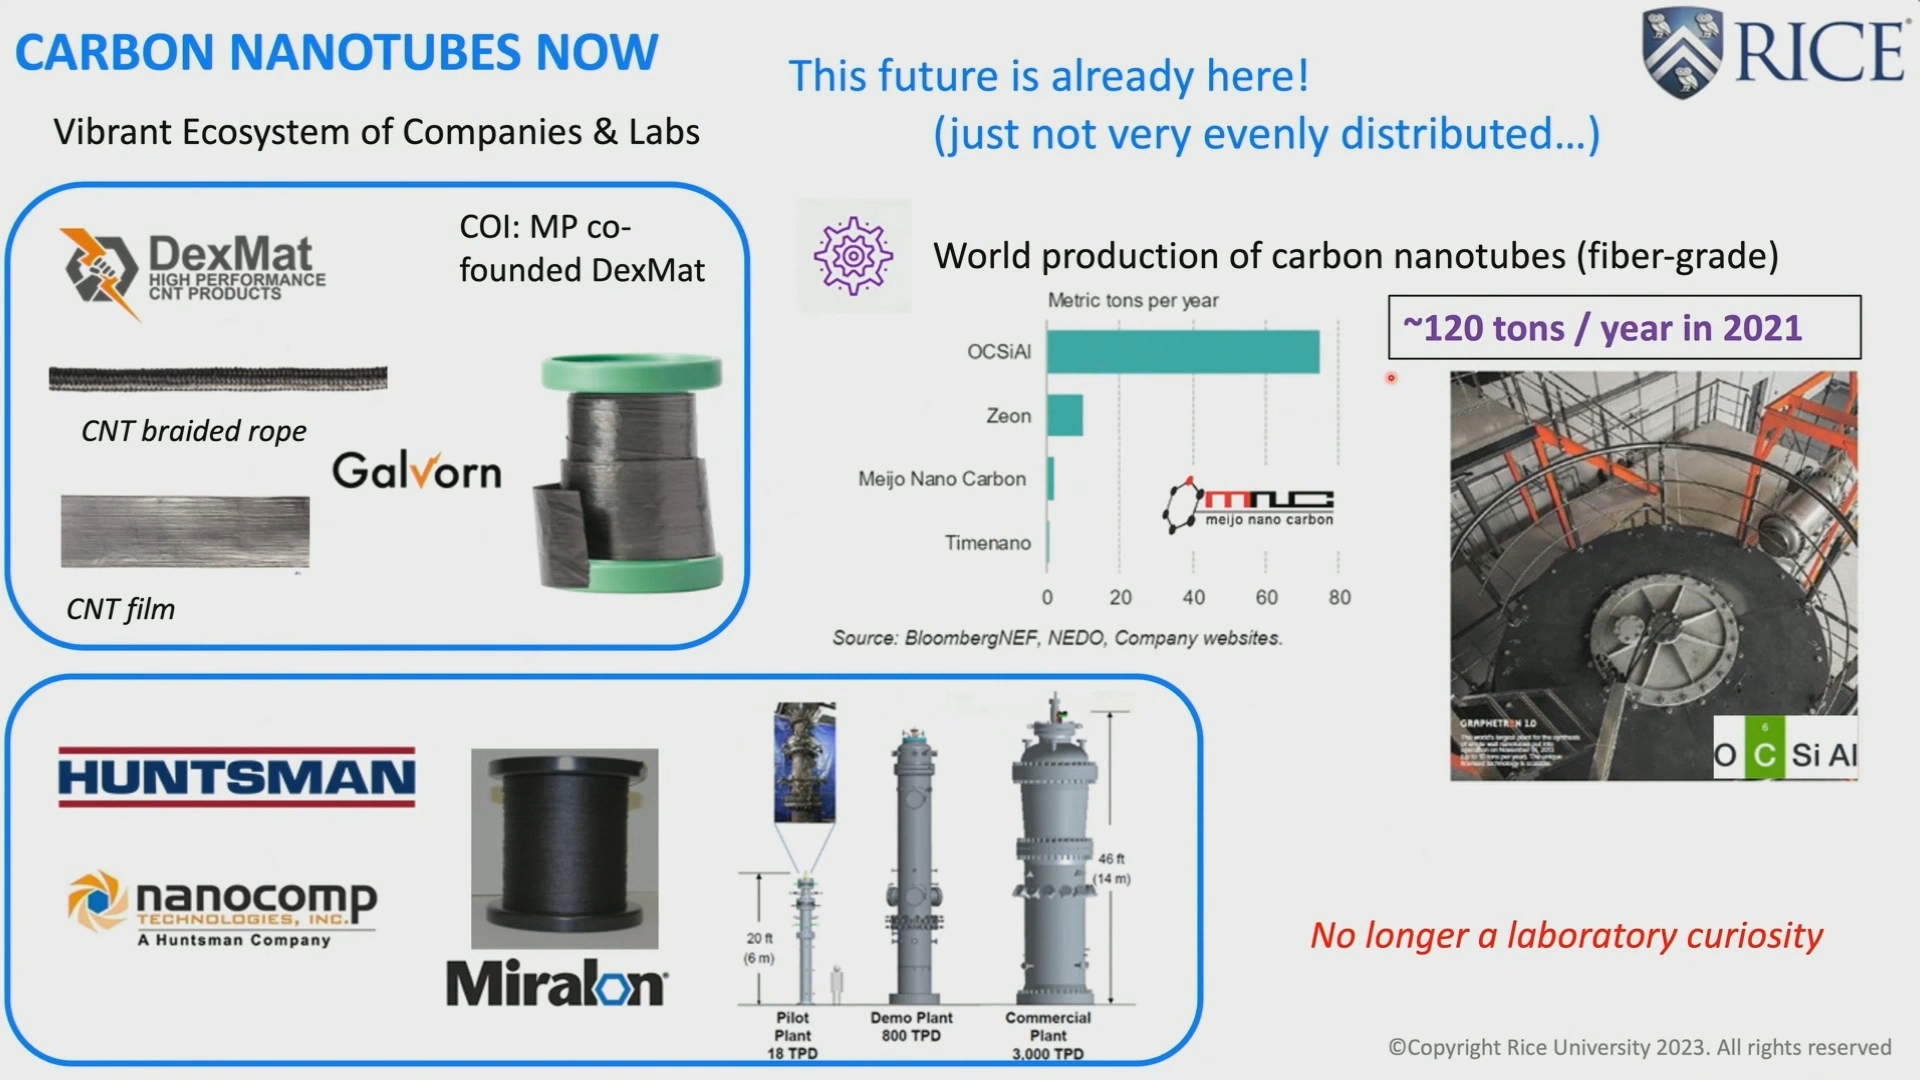 CARBON NANOTUBES NOW
Vibrant Ecosystem of Companies & Labs
This future is already here!
(just not very evenly distributed...)
RICE
DexMat
HIGH PERFORMANCE
CNT PRODUCTS
COI: MP co-
founded DexMat
CNT braided rope
Galvorn
CNT film
World production of carbon nanotubes (fiber-grade)
Metric tons per year
OCSiAl
Zeon
Meijo Nano Carbon
Timenano
mnc
meijo nano carbon
0 20 40 60 80
Source: BloombergNEF, NEDO, Company websites.
~120 tons / year in 2021
GRAPHETRON 1.0
6
O C Si Al
HUNTSMAN
nanocomp
TECHNOLOGIES, INC.
A Huntsman Company
Miralon
20 ft
(6 m)
46 ft
(14 m)
Pilot
Plant
18 TPD
Demo Plant
800 TPD
Commercial
Plant
3,000 TPD
No longer a laboratory curiosity
©Copyright Rice University 2023. All rights reserved